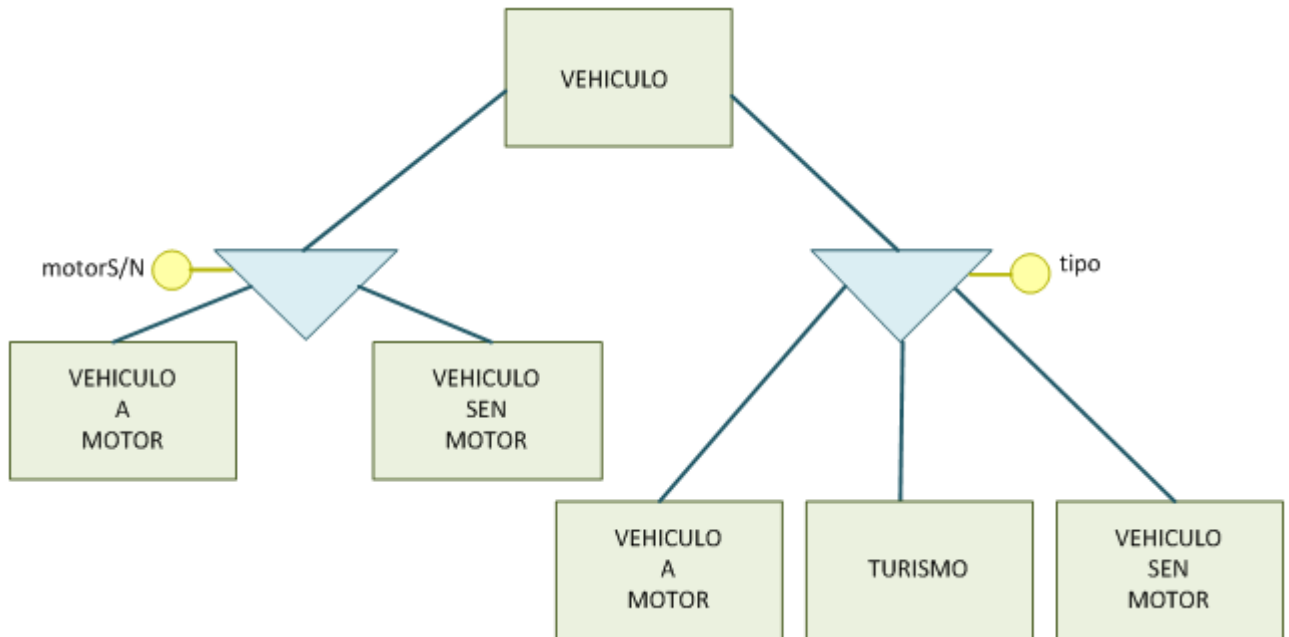 VEHICULO
motorS/N
tipo
VEHICULO
A
MOTOR
VEHICULO
SEN
MOTOR
VEHICULO
A
MOTOR
TURISMO
VEHICULO
SEN
MOTOR